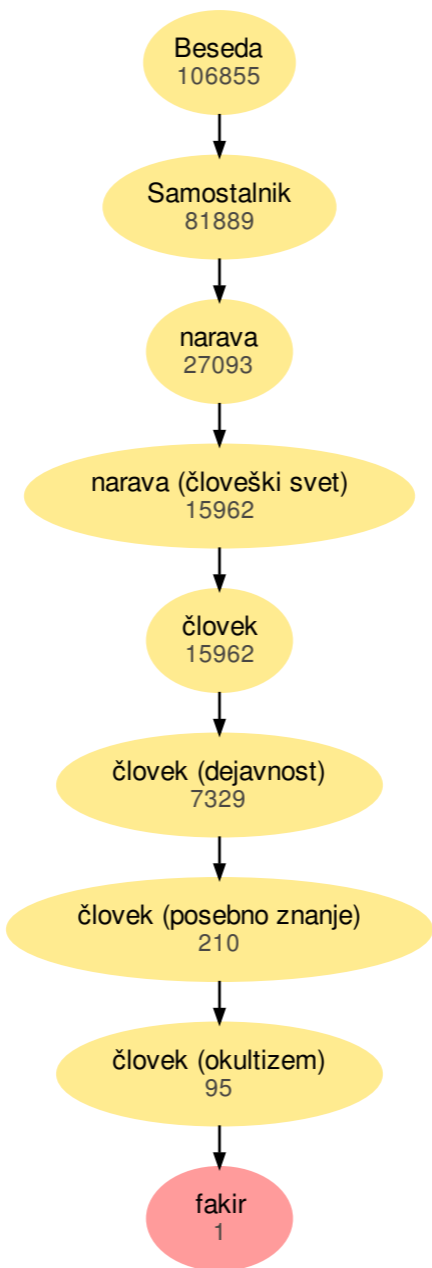 Beseda
106855
Samostalnik
81889
narava
27093
narava (človeški svet)
15962
človek
15962
človek (dejavnost)
7329
človek (posebno znanje)
210
človek (okultizem)
95
fakir
1